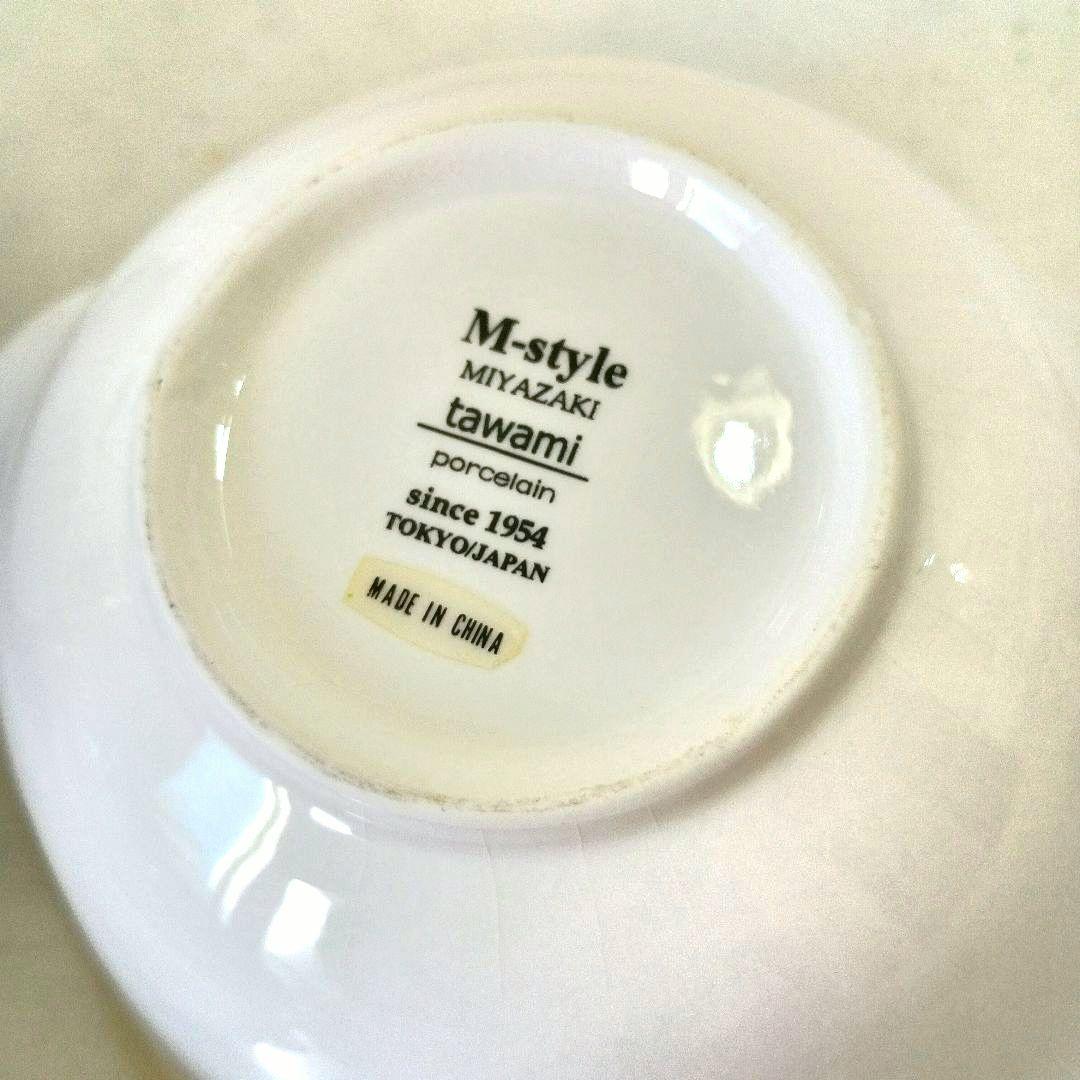 M-style
MIYAZAKI
tawami
porcelain
since 1954
TOKYO/JAPAN
MADE IN CHINA